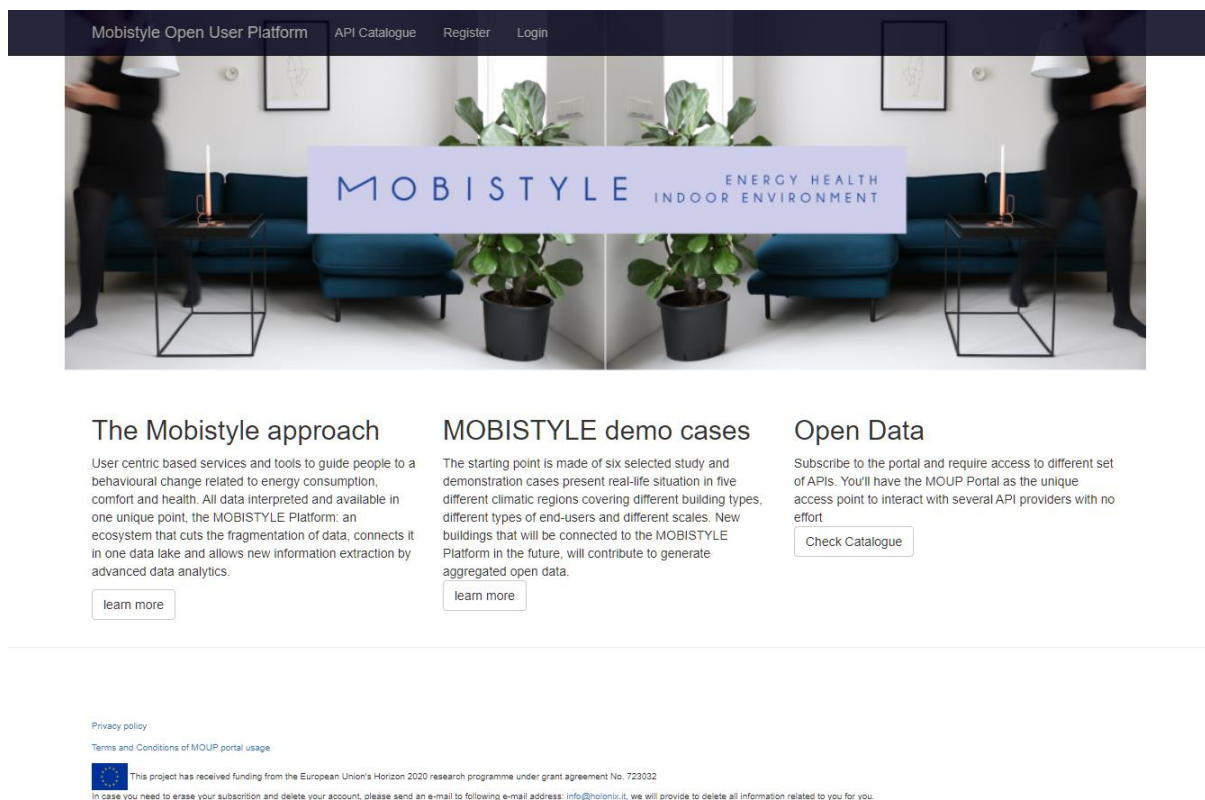 Mobistyle Open User Platform API Catalogue Register Login
MOBISTYLE ENERGY HEALTH
INDOOR ENVIRONMENT
The Mobistyle approach
User centric based services and tools to guide people to a
behavioural change related to energy consumption,
comfort and health. All data interpreted and available in
one unique point, the MOBISTYLE Platform: an
ecosystem that cuts the fragmentation of data, connects it
in one data lake and allows new information extraction by
advanced data analytics.
learn more
MOBISTYLE demo cases
The starting point is made of six selected study and
demonstration cases present real-life situation in five
different climatic regions covering different building types,
different types of end-users and different scales. New
buildings that will be connected to the MOBISTYLE
Platform in the future, will contribute to generate
aggregated open data.
learn more
Open Data
Subscribe to the portal and require access to different set
of APIs. You'll have the MOUP Portal as the unique
access point to interact with several API providers with no
effort
Check Catalogue
Privacy policy
Terms and Conditions of MOUP portal usage
This project has received funding from the European Union's Horizon 2020 research programme under grant agreement No. 723032
In case you need to erase your subscrition and delete your account, please send an e-mail to following e-mail address: info@holonix.it, we will provide to delete all information related to you for you.